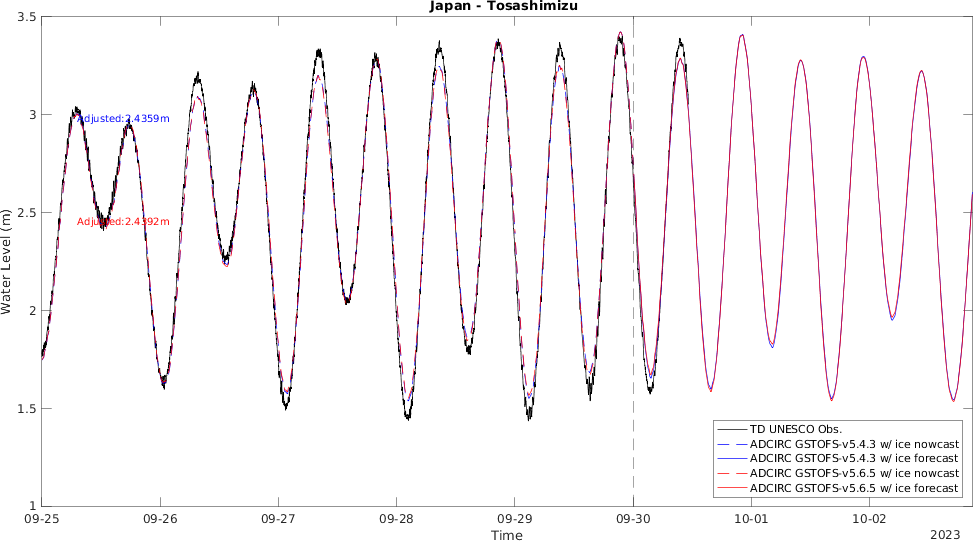 Japan - Tosashimizu
3.5
3
2.5
2
1.5
1
Water Level (m)
Adjusted:2.4359m
Adjusted:2.4392m
TD UNESCO Obs.
ADCIRC GSTOFS-v5.4.3 w/ ice nowcast
ADCIRC GSTOFS-v5.4.3 w/ ice forecast
ADCIRC GSTOFS-v5.6.5 w/ ice nowcast
ADCIRC GSTOFS-v5.6.5 w/ ice forecast
09-25 09-26 09-27 09-28 09-29 09-30 10-01 10-02
Time
2023